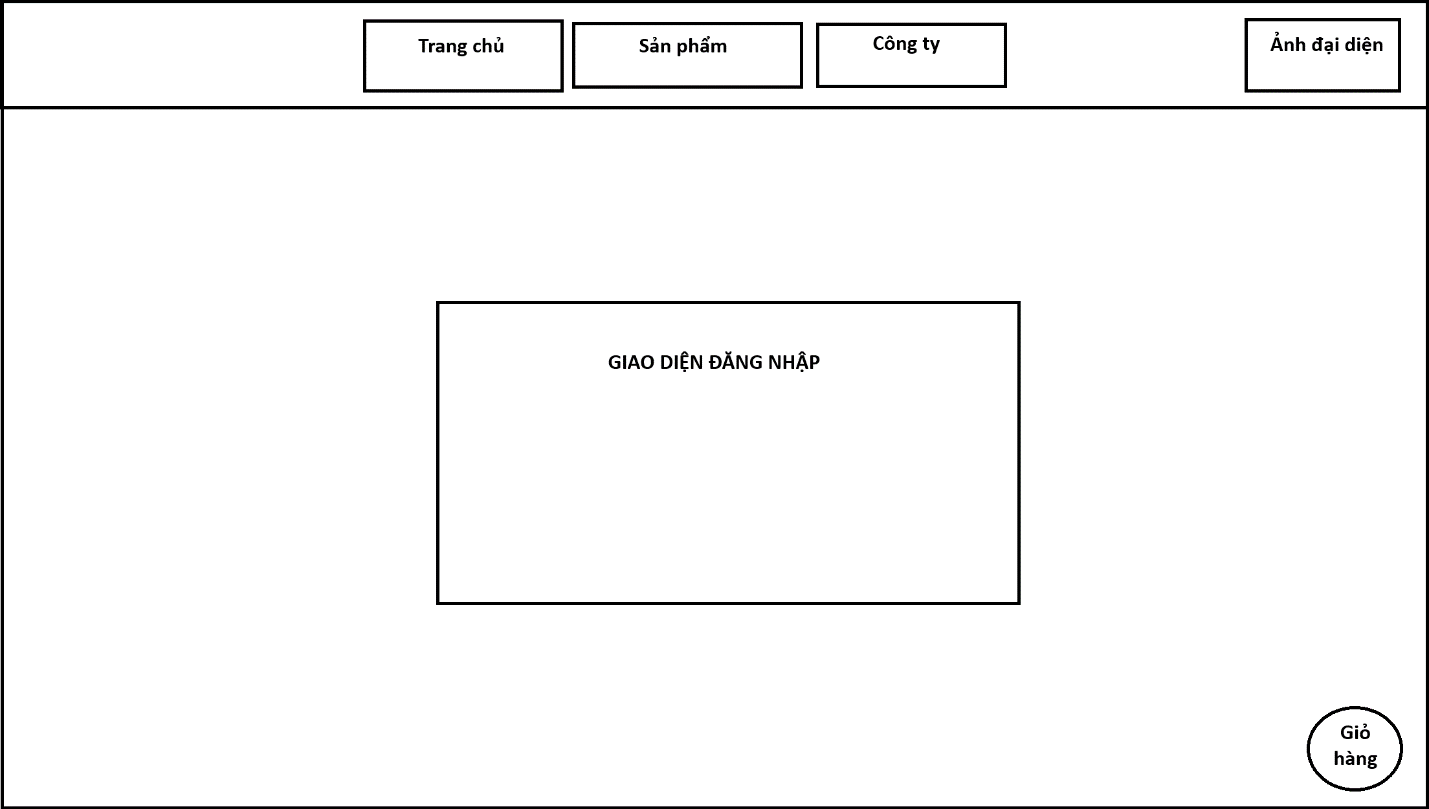 Trang chủ
Sản phẩm
Công ty
Ảnh đại diện
GIAO DIỆN ĐĂNG NHẬP
Giỏ
hàng